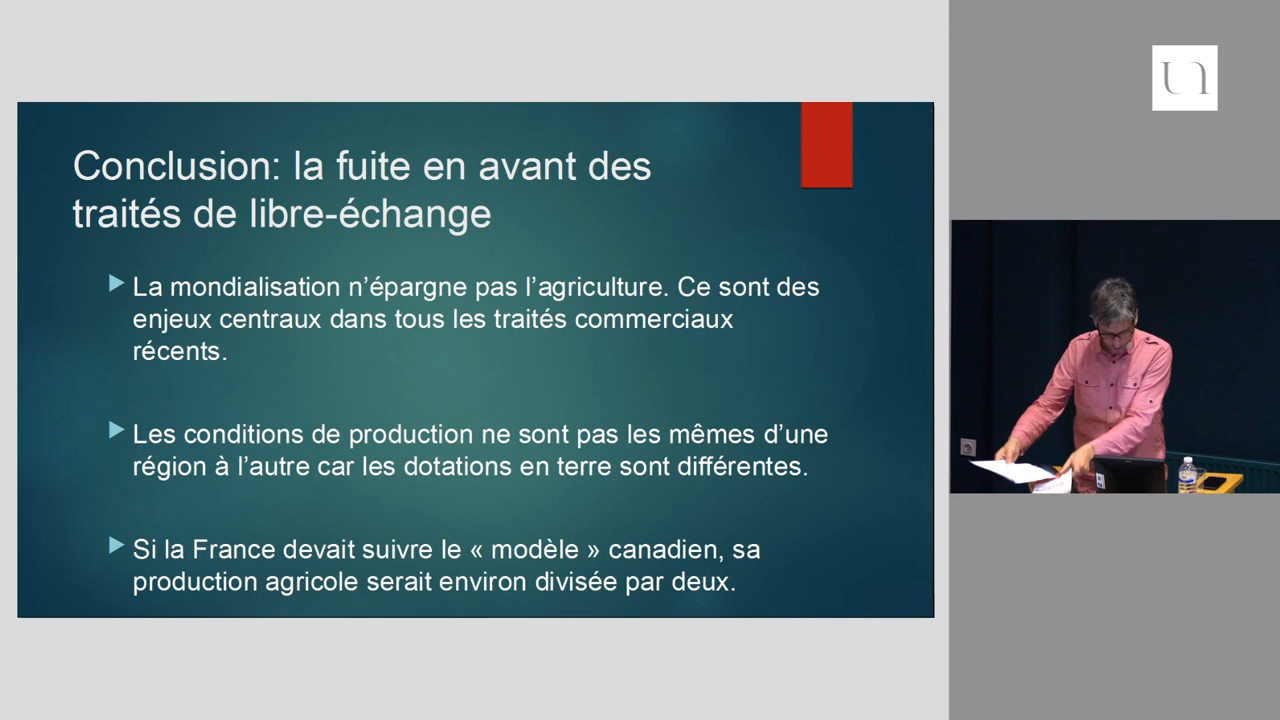 Conclusion: la fuite en avant des
traités de libre-échange
La mondialisation n’épargne pas l’agriculture. Ce sont des
enjeux centraux dans tous les traités commerciaux
récents.
Les conditions de production ne sont pas les mêmes d’une
région à l’autre car les dotations en terre sont différentes.
Si la France devait suivre le « modèle » canadien, sa
production agricole serait environ divisée par deux.